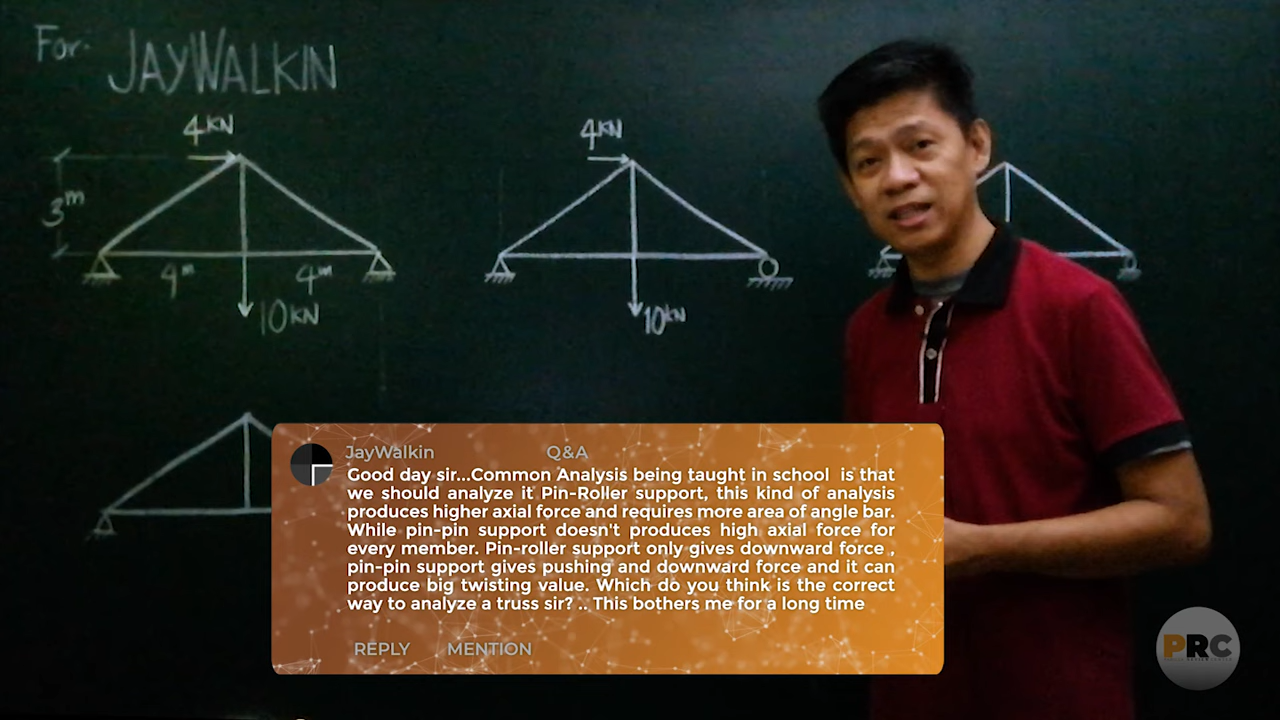 For: JAYWALKIN
4KN
3m
4m
4m
10KN
4KN
10KN
JayWalkin Q&A
Good day sir...Common Analysis being taught in school is that
we should analyze it Pin-Roller support, this kind of analysis
produces higher axial force and requires more area of angle bar.
While pin-pin support doesn't produces high axial force for
every member. Pin-roller support only gives downward force ,
pin-pin support gives pushing and downward force and it can
produce big twisting value. Which do you think is the correct
way to analyze a truss sir? .. This bothers me for a long time
REPLY MENTION
PRC